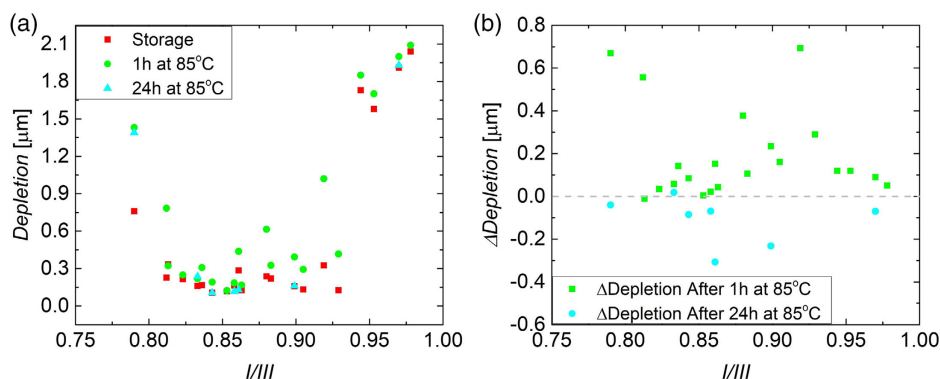 (a)
Storage
1h at 85°C
24h at 85°C
Depletion [μm]
2.1
1.8
1.5
1.2
0.9
0.6
0.3
0.0
0.75 0.80 0.85 0.90 0.95 1.00
I/III
(b)
ΔDepletion [μm]
0.8
0.6
0.4
0.2
0.0
-0.2
-0.4
0.6
ΔDepletion After 1h at 85°C
ΔDepletion After 24h at 85°C
0.75 0.80 0.85 0.90 0.95 1.00
I/III